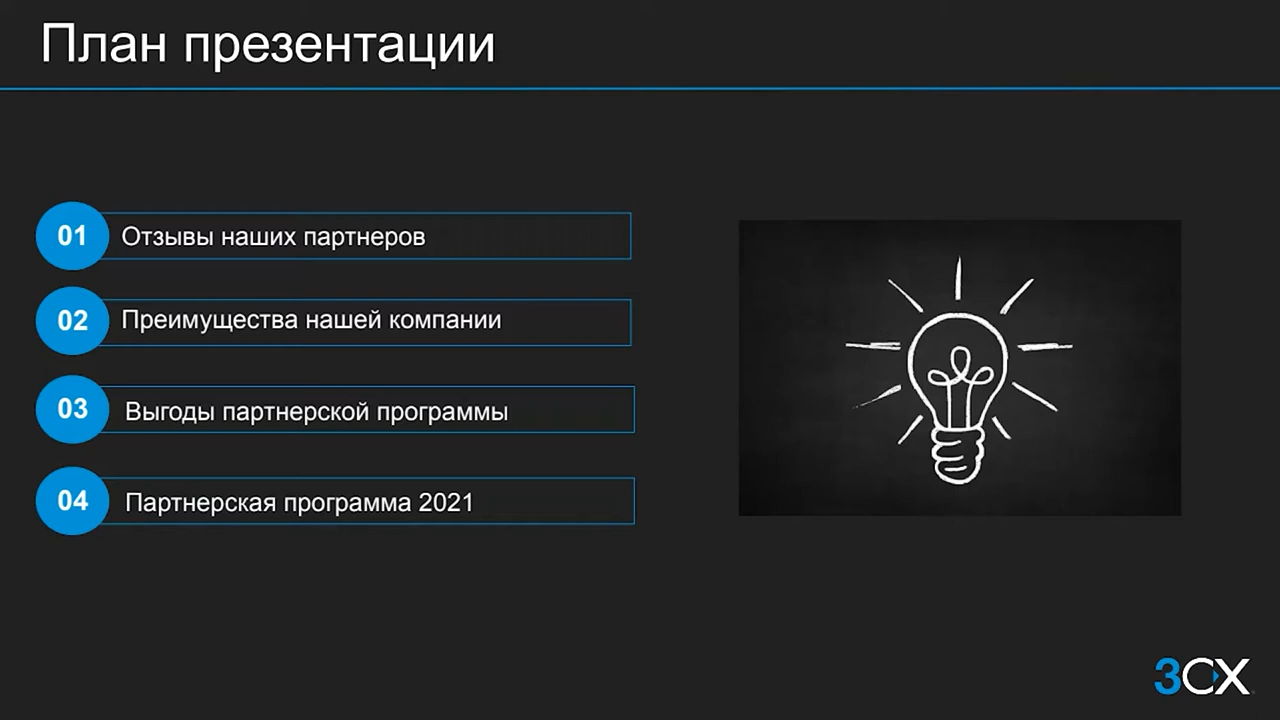 План презентации
01 Отзывы наших партнеров
02 Преимущества нашей компании
03 Выгоды партнерской программы
04 Партнерская программа 2021
3CX